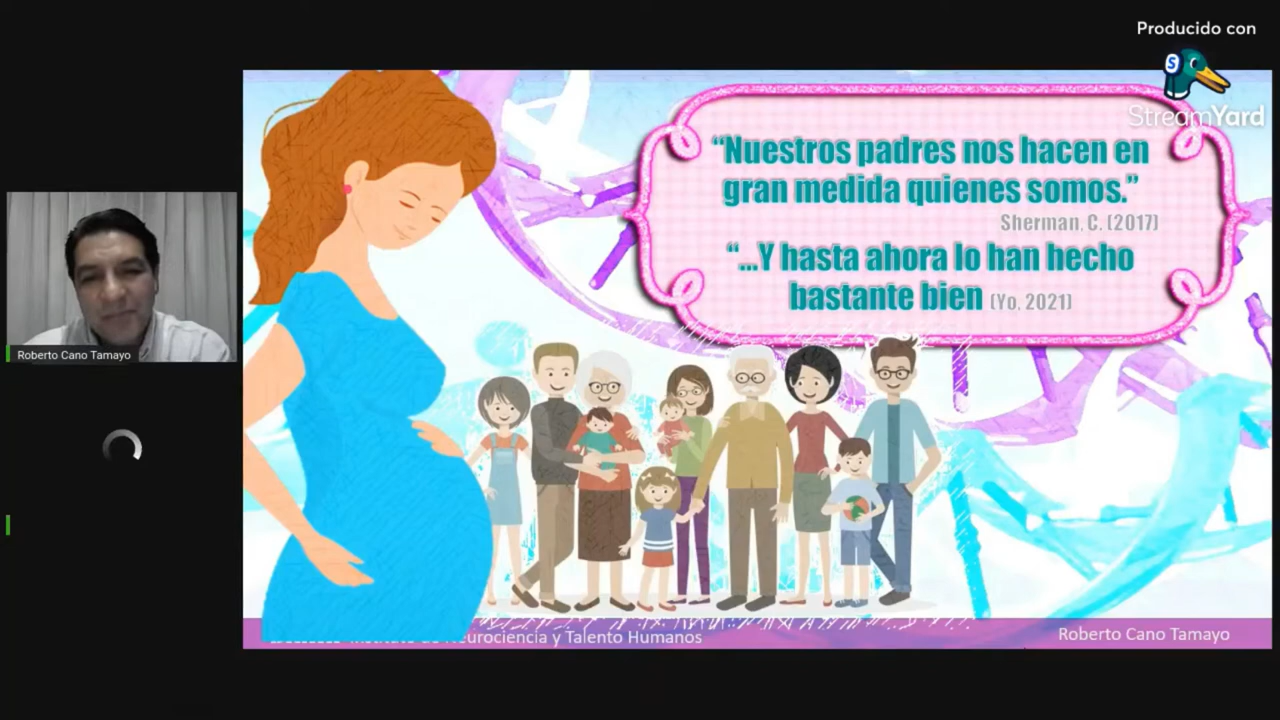 Producido con
StreamYard
“Nuestros padres nos hacen en
gran medida quienes somos.”
Sherman, C. (2017)
“...Y hasta ahora lo han hecho
bastante bien (Yo, 2021)
Roberto Cano Tamayo
de Neurociencia y Talento Humanos
Roberto Cano Tamayo